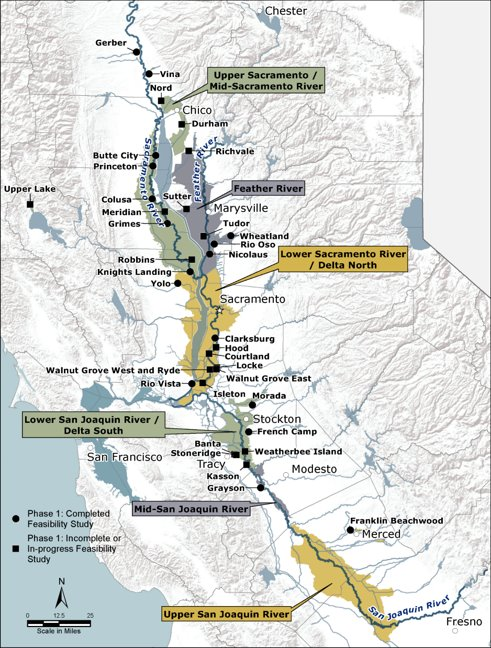 Chester
Gerber
Vina
Nord
Upper Sacramento /
Mid-Sacramento River
Chico
Durham
Sacramento River
Feather River
Butte City
Princeton
Richvale
Upper Lake
Feather River
Colusa
Meridian
Grimes
Sutter
Marysville
Tudor
Wheatland
Rio Oso
Nicolaus
Robbins
Knights Landing
Yolo
Lower Sacramento River
/ Delta North
Sacramento
Clarksburg
Hood
Courtland
Locke
Walnut Grove West and Ryde
Walnut Grove East
Rio Vista
Isleton
Morada
Lower San Joaquin River /
Delta South
Stockton
French Camp
Banta
Stoneridge
Weatherbee Island
San Francisco
Tracy
Kasson
Modesto
Grayson
Mid-San Joaquin River
Phase 1: Completed
Feasibility Study
Phase 1: Incomplete or
In-progress Feasibility
Study
Franklin Beachwood
Merced
N
0
12.5
25
Scale in Miles
Upper San Joaquin River
San Joaquin River
Fresno